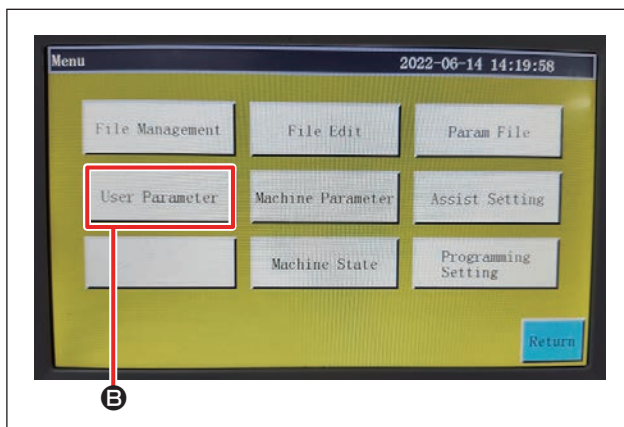 Menu 2022-06-14 14:19:58
File Management File Edit Param File
User Parameter Machine Parameter Assist Setting
Machine State Programming
Setting
Return
B